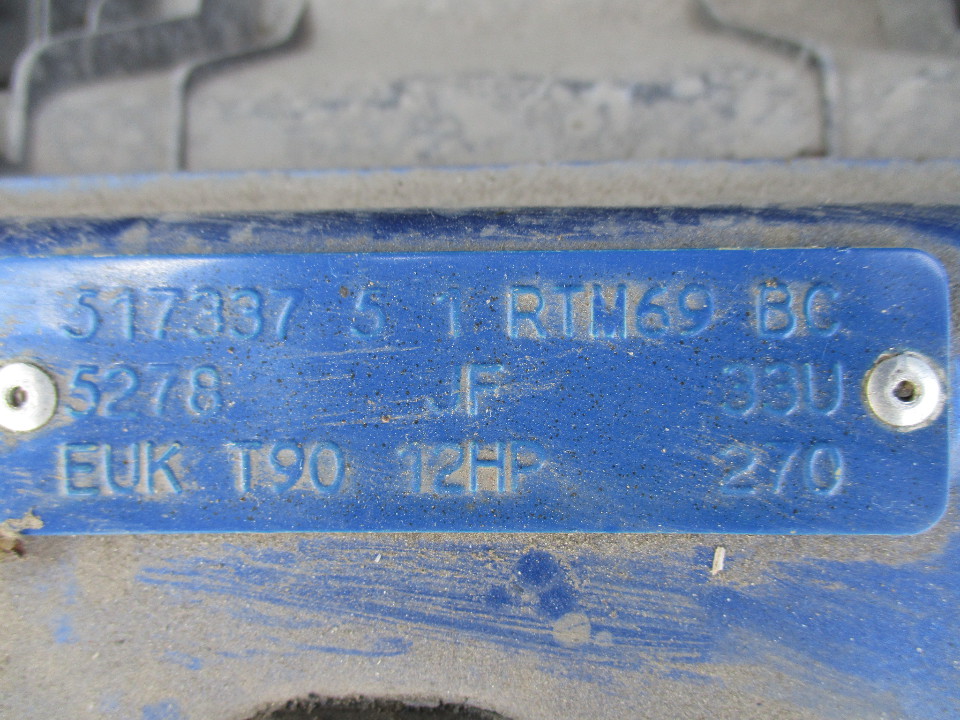 517337 5 1 RTM69 BC
5278 JF 33U
EUK T90 12HP 270